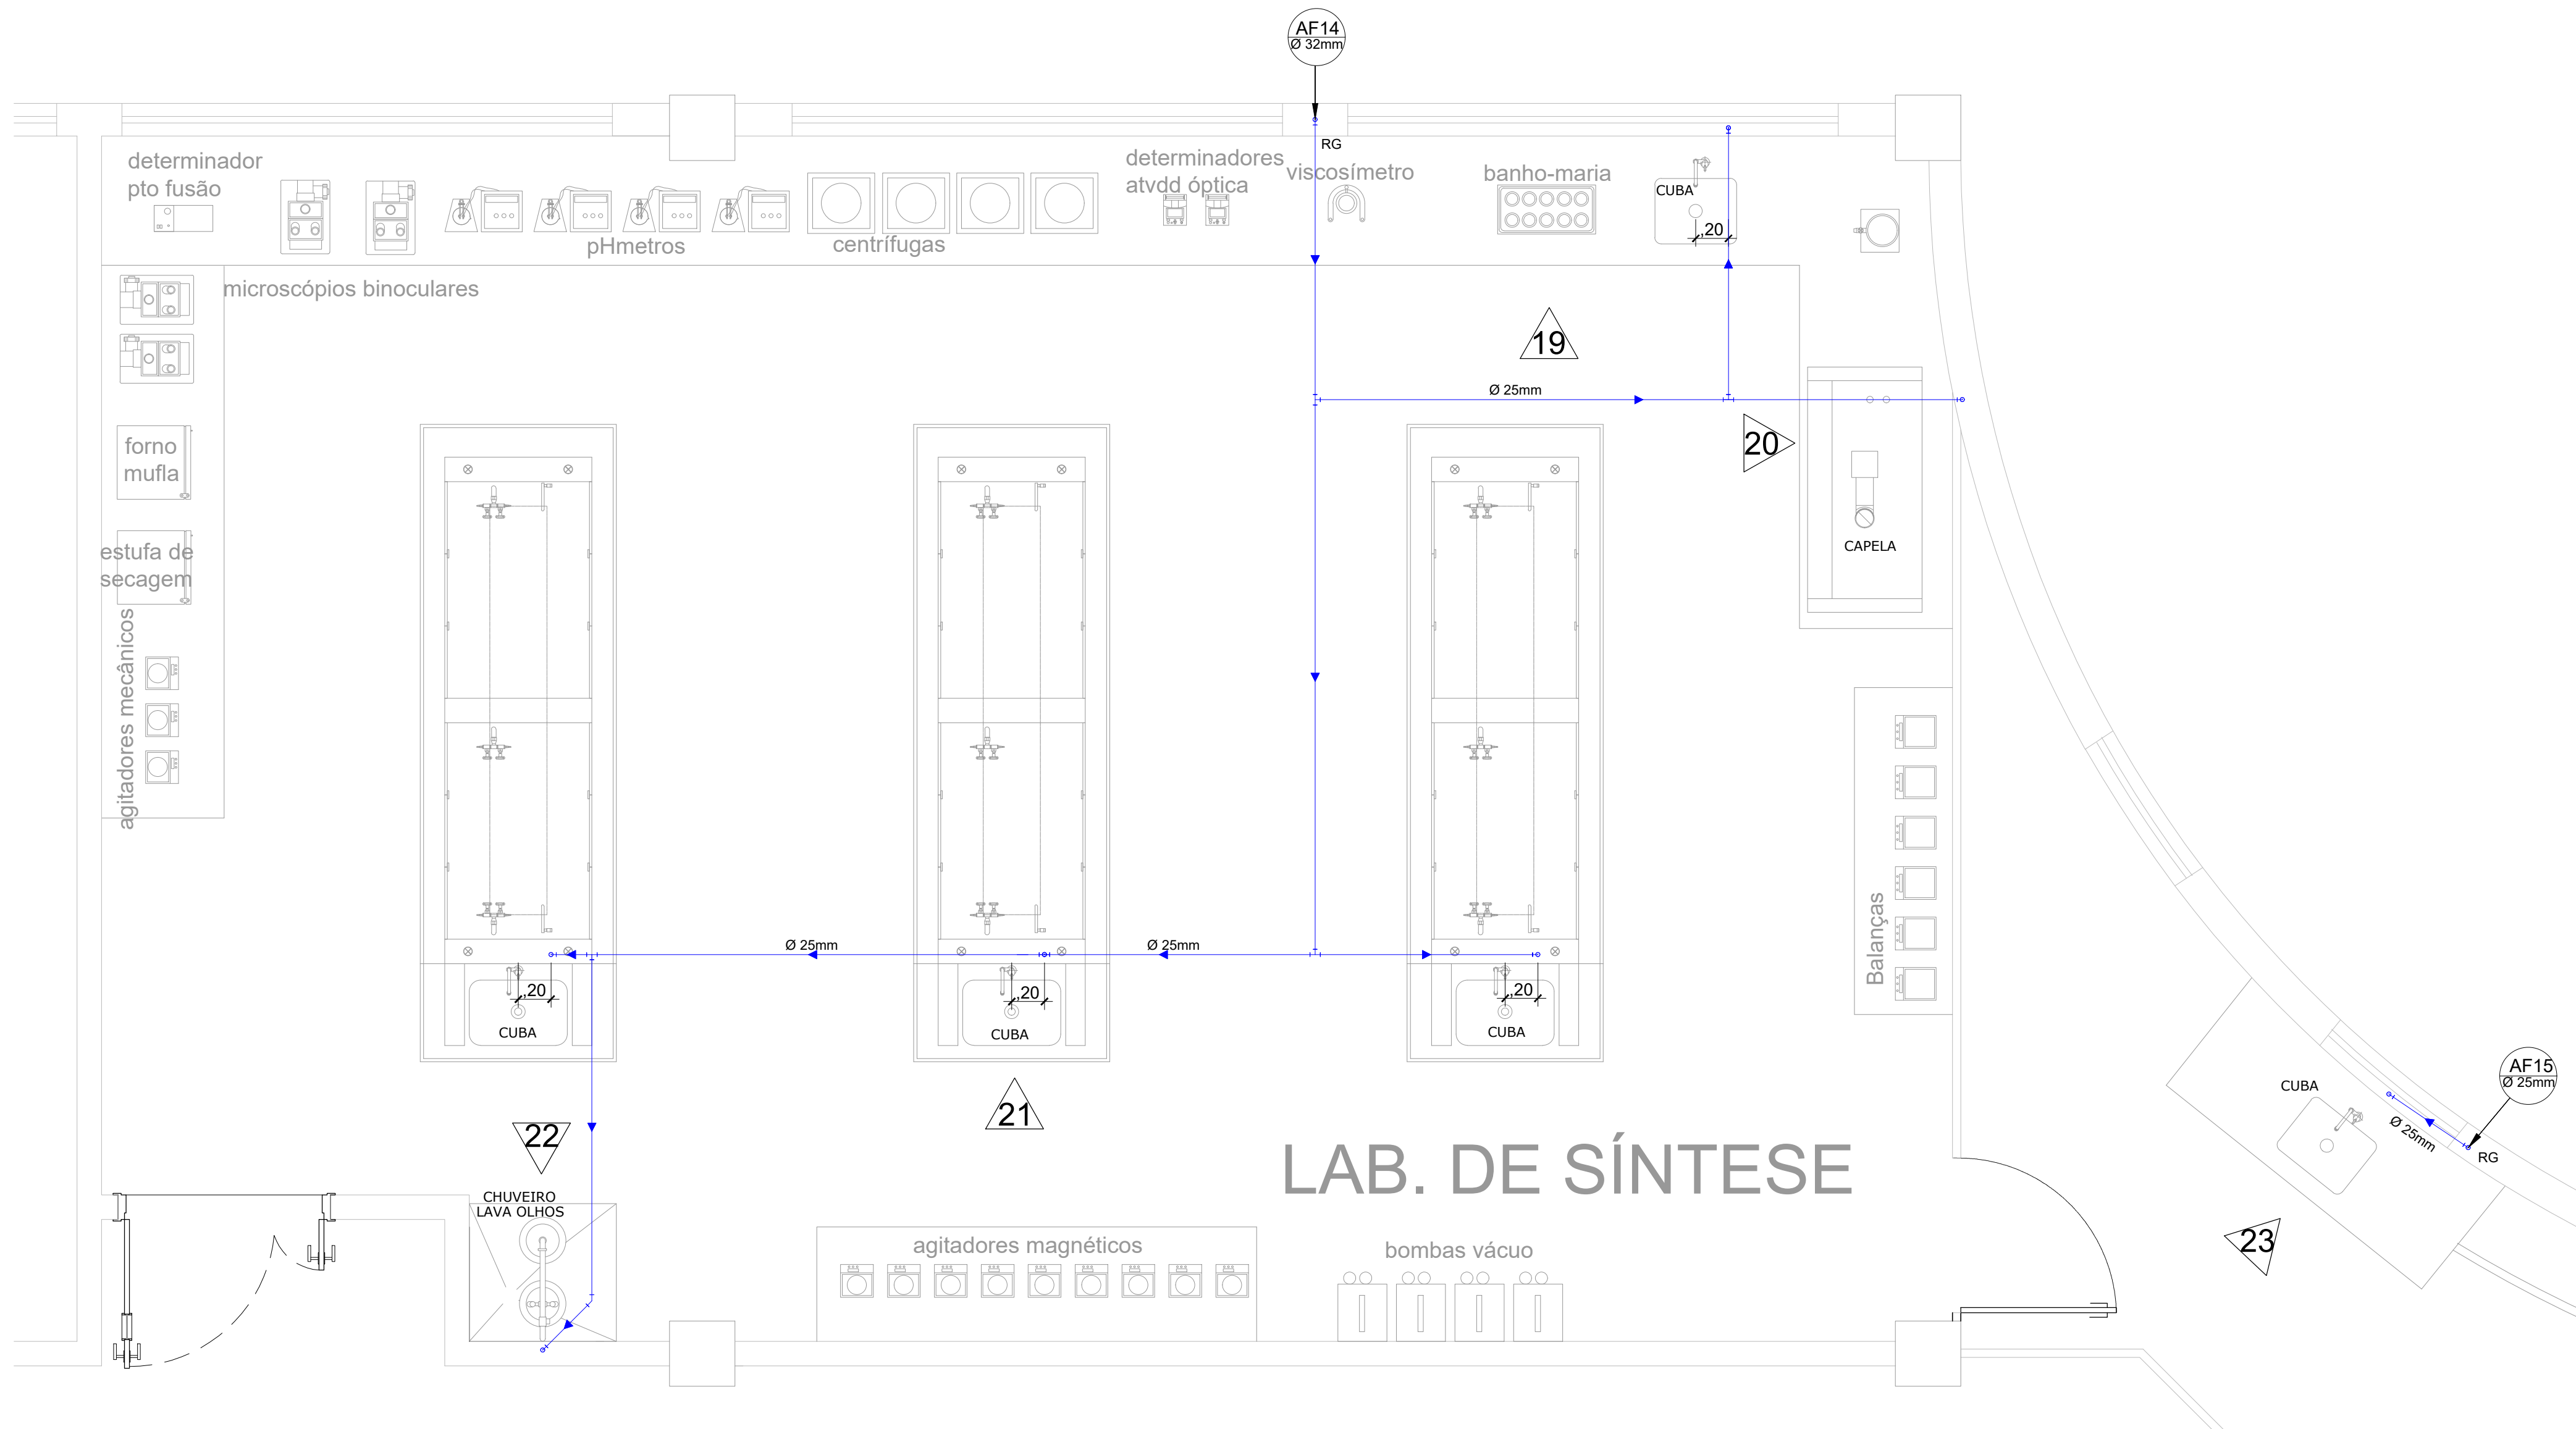 AF14
Ø 32mm
RG
determinador
pto fusão
pHmetros
centrífugas
determinadores
atvdd óptica
viscosímetro
banho-maria
CUBA
,20
microscópios binoculares
19
Ø 25mm
20
CAPELA
forno
mufla
estufa de
secagem
agitadores mecânicos
Balanças
Ø 25mm
Ø 25mm
,20
CUBA
,20
CUBA
,20
CUBA
21
22
CHUVEIRO
LAVA OLHOS
LAB. DE SÍNTESE
agitadores magnéticos
bombas vácuo
AF15
Ø 25mm
CUBA
Ø 25mm
RG
23